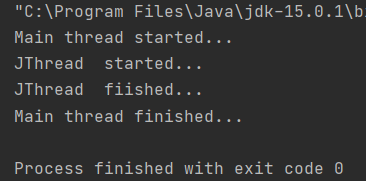 "C:\Program Files\Java\jdk-15.0.1\b
Main thread started...
JThread  started...
JThread  fiished...
Main thread finished...
Process finished with exit code 0